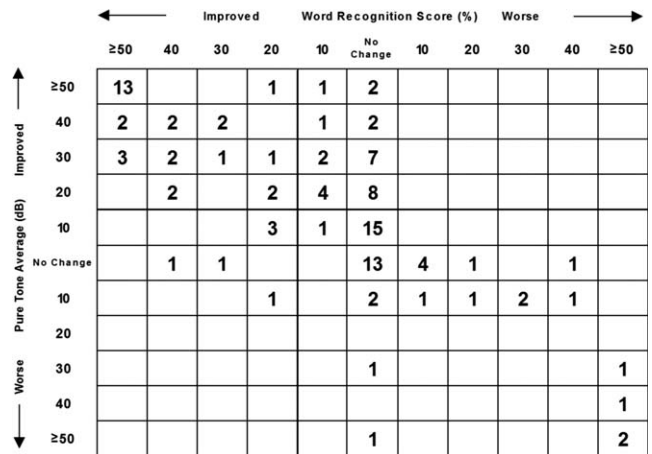 Improved Word Recognition Score (%) Worse
≥50 40 30 20 10 No Change 10 20 30 40 ≥50
Pure Tone Average (dB)
Improved
Worse
≥50 13 1 1 2
40 2 2 2 1 2
30 3 2 1 1 2 7
20 2 2 4 8
10 3 1 15
No Change 1 1 13 4 1 1
10 1 2 1 1 2 1
20
30 1 1
40 1
≥50 1 2